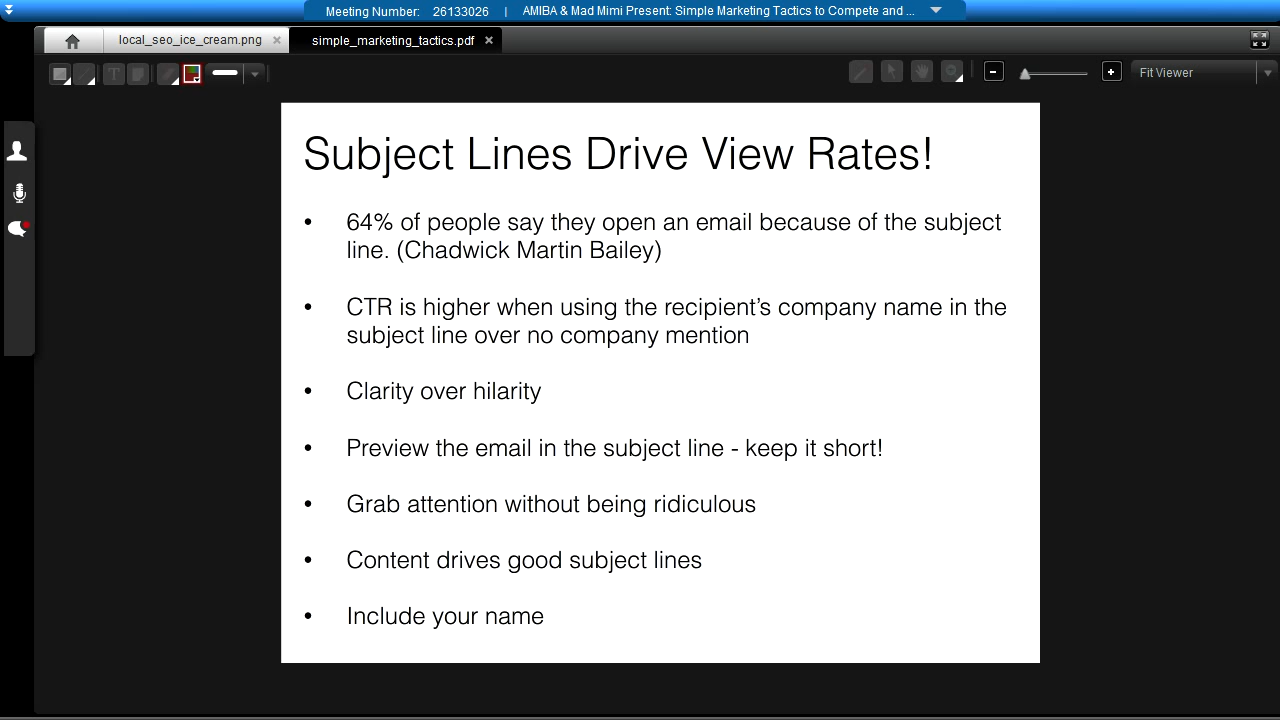 Meeting Number: 26133026 | AMIBA & Mad Mimi Present: Simple Marketing Tactics to Compete and ...
local_seo_ice_cream.png simple_marketing_tactics.pdf
T Fit Viewer
Subject Lines Drive View Rates!
• 64% of people say they open an email because of the subject
line. (Chadwick Martin Bailey)
• CTR is higher when using the recipient’s company name in the
subject line over no company mention
• Clarity over hilarity
• Preview the email in the subject line - keep it short!
• Grab attention without being ridiculous
• Content drives good subject lines
• Include your name